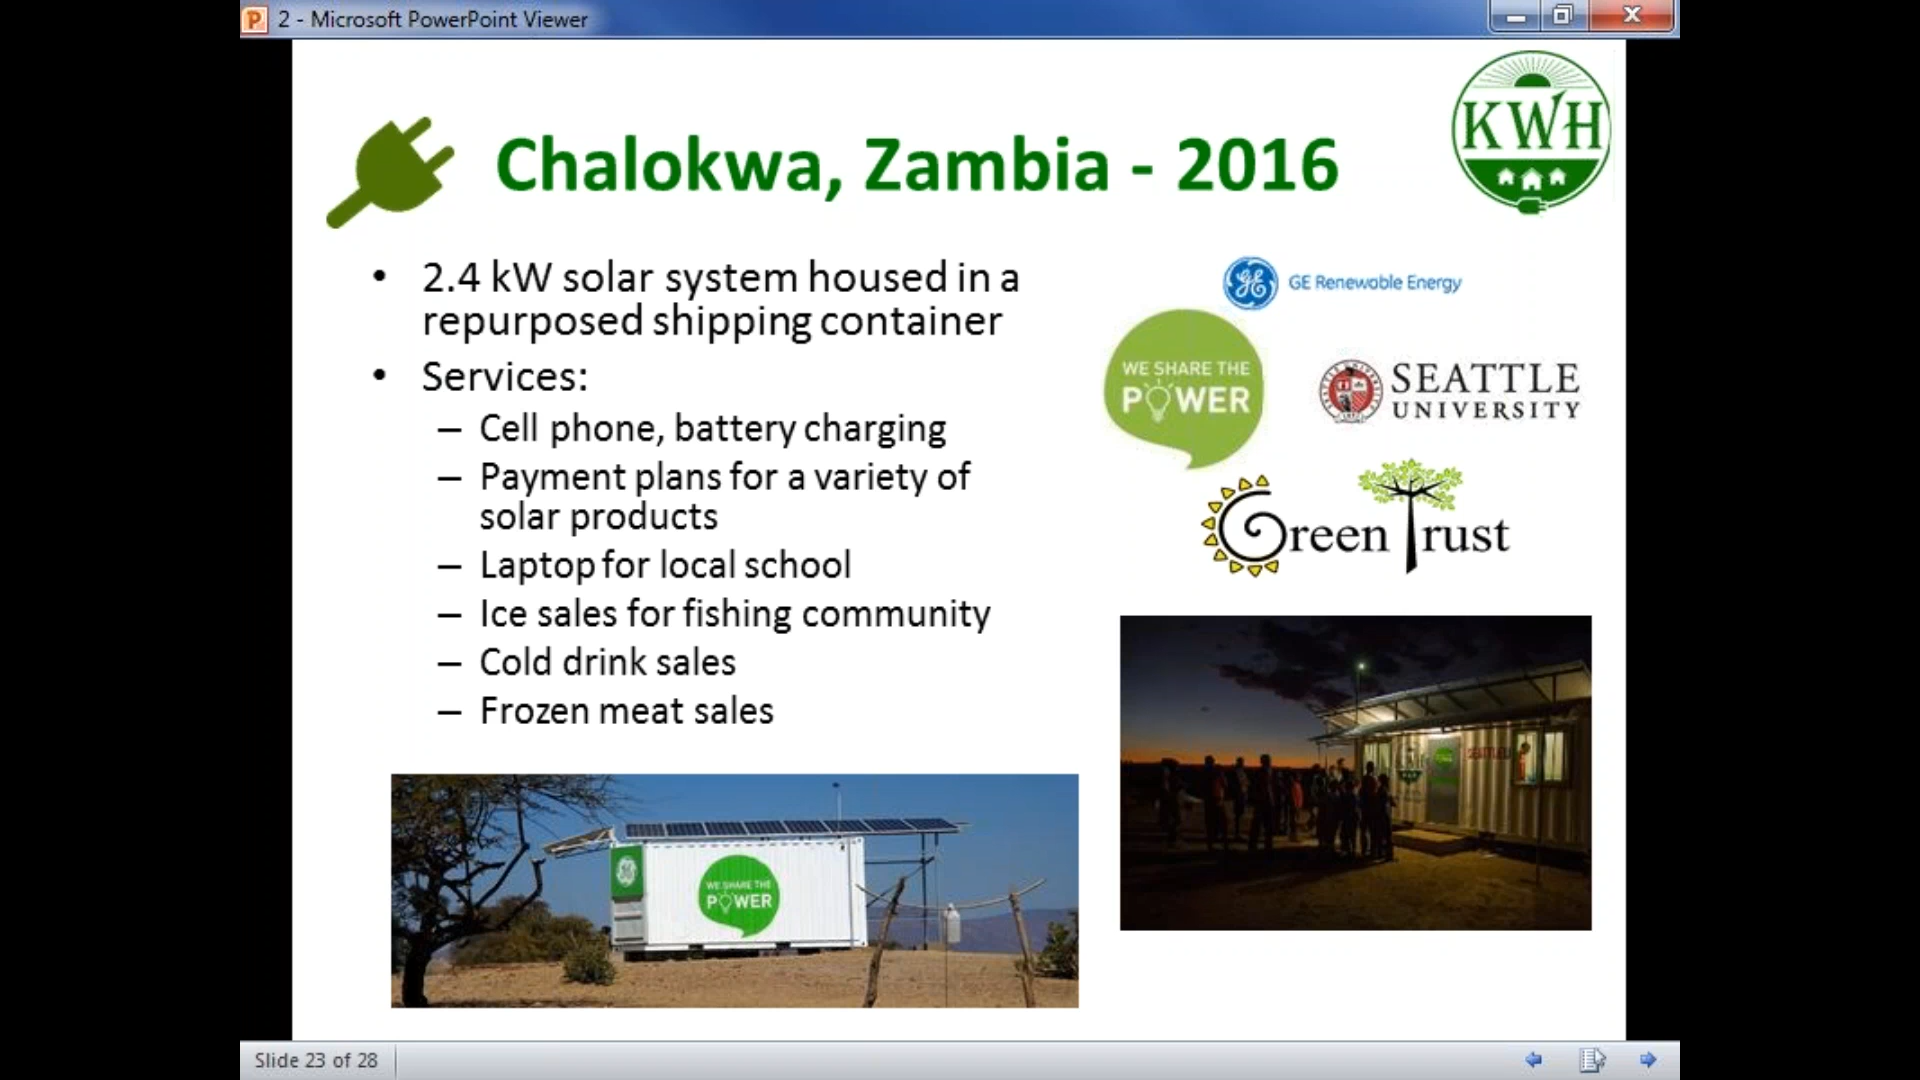 2 - Microsoft PowerPoint Viewer
KWH
Chalokwa, Zambia - 2016
• 2.4 kW solar system housed in a
repurposed shipping container
• Services:
– Cell phone, battery charging
– Payment plans for a variety of
solar products
– Laptop for local school
– Ice sales for fishing community
– Cold drink sales
– Frozen meat sales
GE Renewable Energy
WE SHARE THE
POWER
SEATTLE
UNIVERSITY
Green Trust
WE SHARE THE
POWER
KWH
Slide 23 of 28